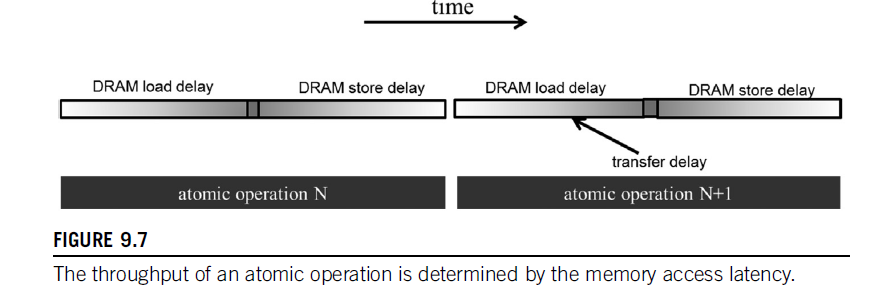 time
DRAM load delay DRAM store delay DRAM load delay DRAM store delay
transfer delay
atomic operation N atomic operation N+1
FIGURE 9.7
The throughput of an atomic operation is determined by the memory access latency.